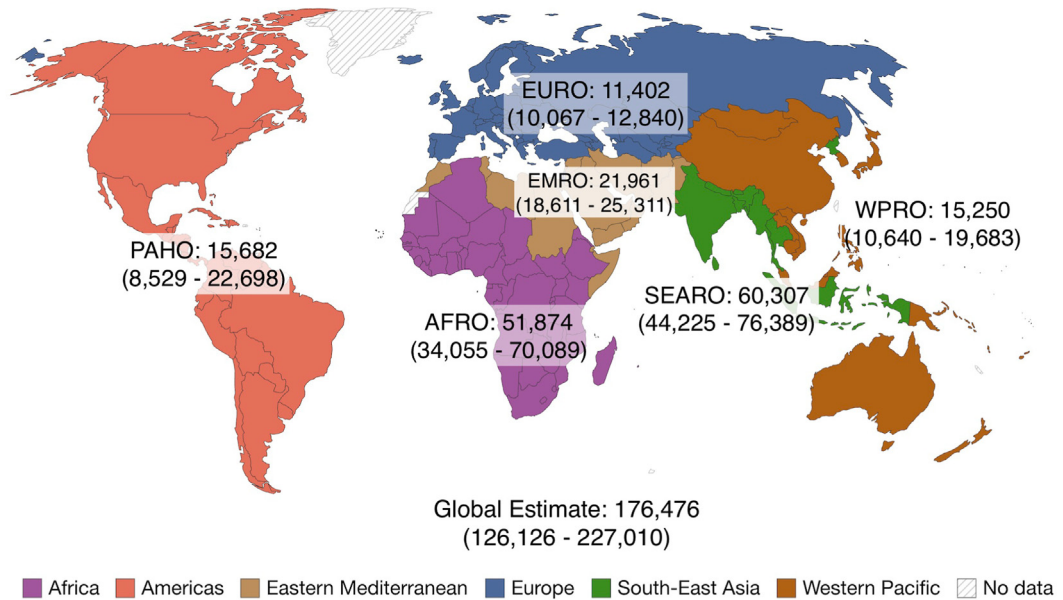 EURO: 11,402
(10,067 - 12,840)
EMRO: 21,961
(18,611 - 25, 311)
WPRO: 15,250
(10,640 - 19,683)
PAHO: 15,682
(8,529 - 22,698)
SEARO: 60,307
(44,225 - 76,389)
AFRO: 51,874
(34,055 - 70,089)
Global Estimate: 176,476
(126,126 - 227,010)
Africa Americas Eastern Mediterranean Europe South-East Asia Western Pacific No data